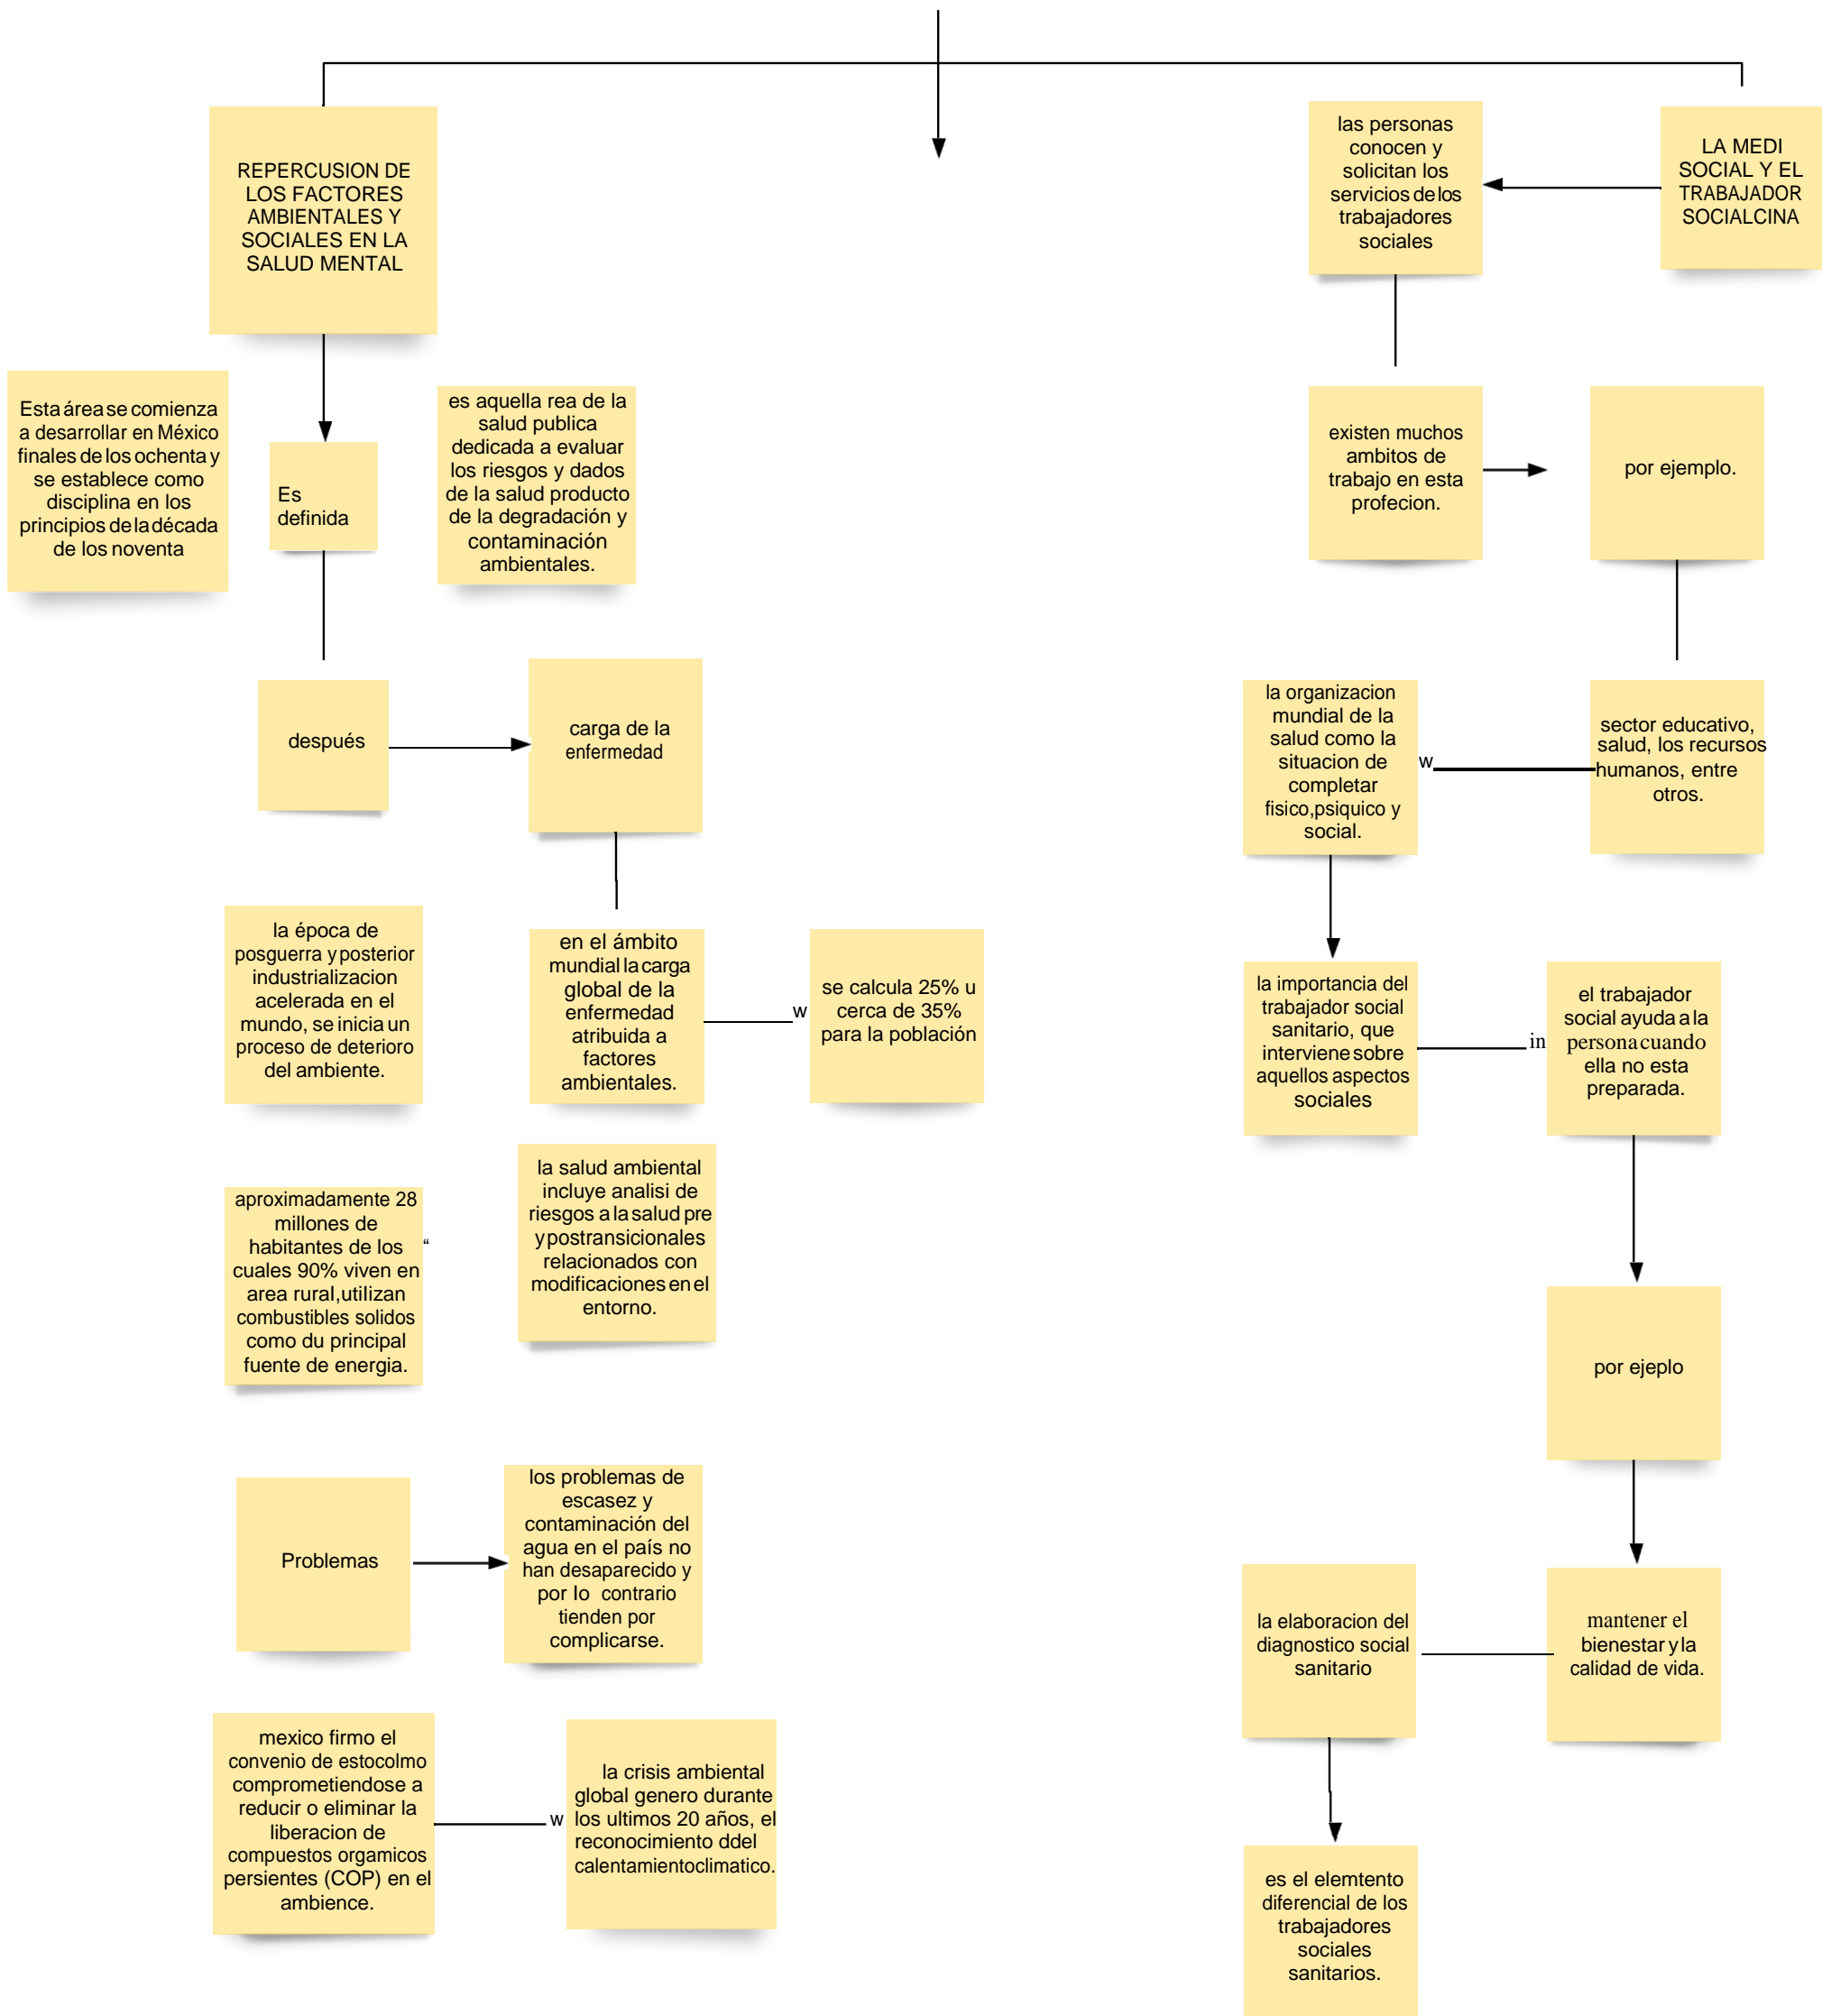 REPERCUSION DE
LOS FACTORES
AMBIENTALES Y
SOCIALES EN LA
SALUD MENTAL
Esta área se comienza
a desarrollar en México
finales de los ochenta y
se establece como
disciplina en los
principios de la década
de los noventa
Es
definida
es aquella rea de la
salud publica
dedicada a evaluar
los riesgos y dados
de la salud producto
de la degradación y
contaminación
ambientales.
después
carga de la
enfermedad
la época de
posguerra y posterior
industrializacion
acelerada en el
mundo, se inicia un
proceso de deterioro
del ambiente.
en el ámbito
mundial la carga
global de la
enfermedad
atribuida a
factores
ambientales.
w
se calcula 25% u
cerca de 35%
para la población
aproximadamente 28
millones de
habitantes de los
cuales 90% viven en
area rural,utilizan
combustibles solidos
como du principal
fuente de energia.
“
la salud ambiental
incluye analisi de
riesgos a la salud pre
y postransicionales
relacionados con
modificaciones en el
entorno.
Problemas
los problemas de
escasez y
contaminación del
agua en el país no
han desaparecido y
por lo contrario
tienden por
complicarse.
mexico firmo el
convenio de estocolmo
comprometiendose a
reducir o eliminar la
liberacion de
compuestos orgamicos
persientes (COP) en el
ambience.
w
la crisis ambiental
global genero durante
los ultimos 20 años, el
reconocimiento ddel
calentamientoclimatico.
LA MEDI
SOCIAL Y EL
TRABAJADOR
SOCIALCINA
las personas
conocen y
solicitan los
servicios de los
trabajadores
sociales
existen muchos
ambitos de
trabajo en esta
profecion.
por ejemplo.
sector educativo,
salud, los recursos
humanos, entre
otros.
w
la organizacion
mundial de la
salud como la
situacion de
completar
fisico,psiquico y
social.
la importancia del
trabajador social
sanitario, que
interviene sobre
aquellos aspectos
sociales
in
el trabajador
social ayuda a la
persona cuando
ella no esta
preparada.
por ejeplo
mantener el
bienestar y la
calidad de vida.
la elaboracion del
diagnostico social
sanitario
es el elemtento
diferencial de los
trabajadores
sociales
sanitarios.